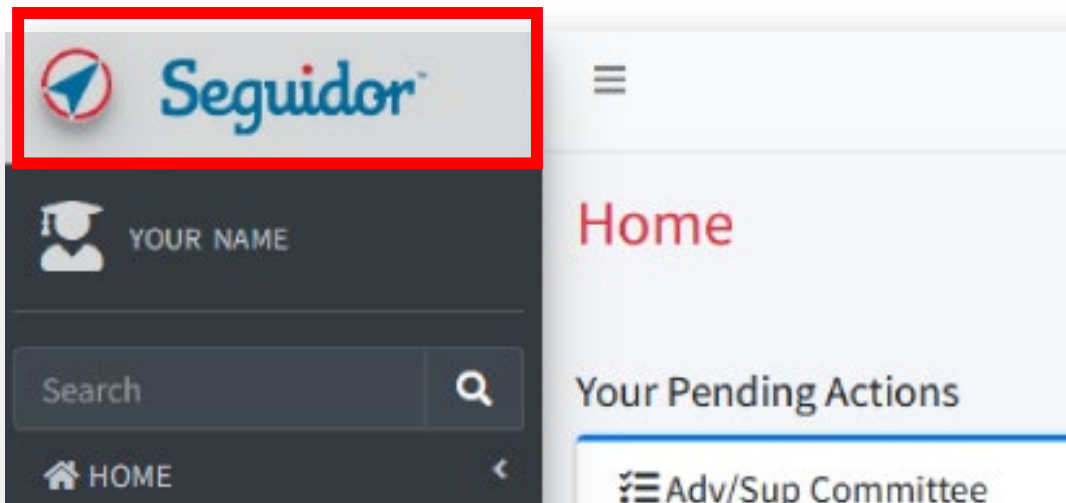 Seguidor™
YOUR NAME
Search
HOME
Home
Your Pending Actions
Adv/Sup Committee